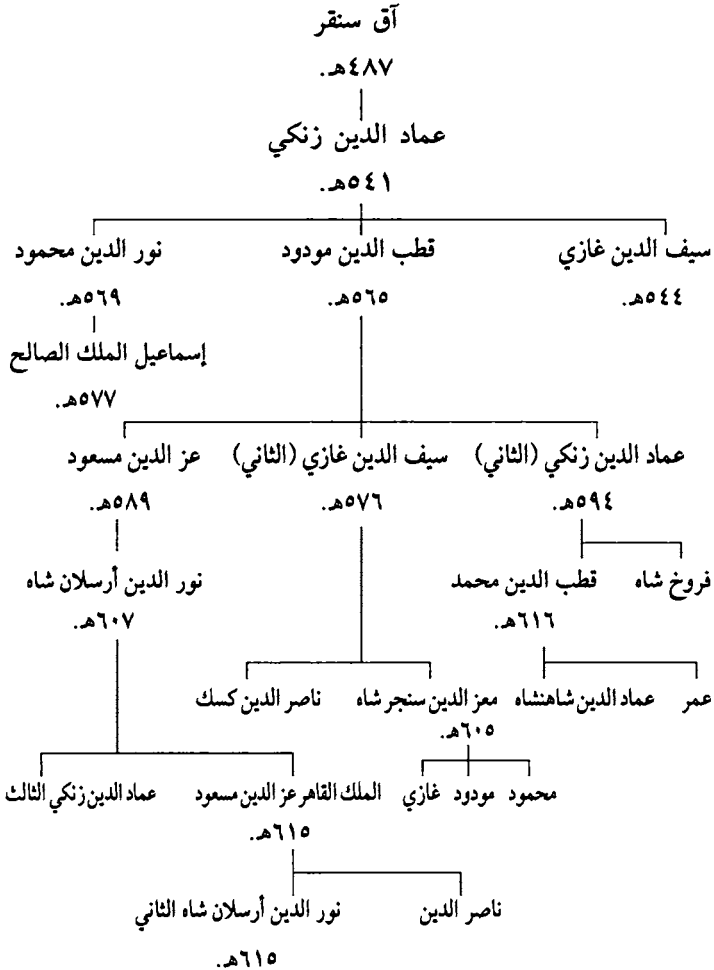 آق سنقر
٤٨٧هـ.
عماد الدين زنكي
٥٤١هـ.
سيف الدين غازي قطب الدين مودود نور الدين محمود
٥٤٤هـ. ٥٦٥هـ. ٥٦٩هـ.
إسماعيل الملك الصالح
٥٧٧هـ.
عماد الدين زنكي (الثاني) سيف الدين غازي (الثاني) عز الدين مسعود
٥٩٤هـ. ٥٧٦هـ. ٥٨٩هـ.
فروخ شاه قطب الدين محمد نور الدين أرسلان شاه
٦١٦هـ. ٦٠٧هـ.
عمر عماد الدين شاهنشاه معز الدين سنجر شاه ناصر الدين كسك
٦٠٥هـ.
محمود مودود غازي الملك القاهر عز الدين مسعود عماد الدين زنكي الثالث
٦١٥هـ.
ناصر الدين نور الدين أرسلان شاه الثاني
٦١٥هـ.